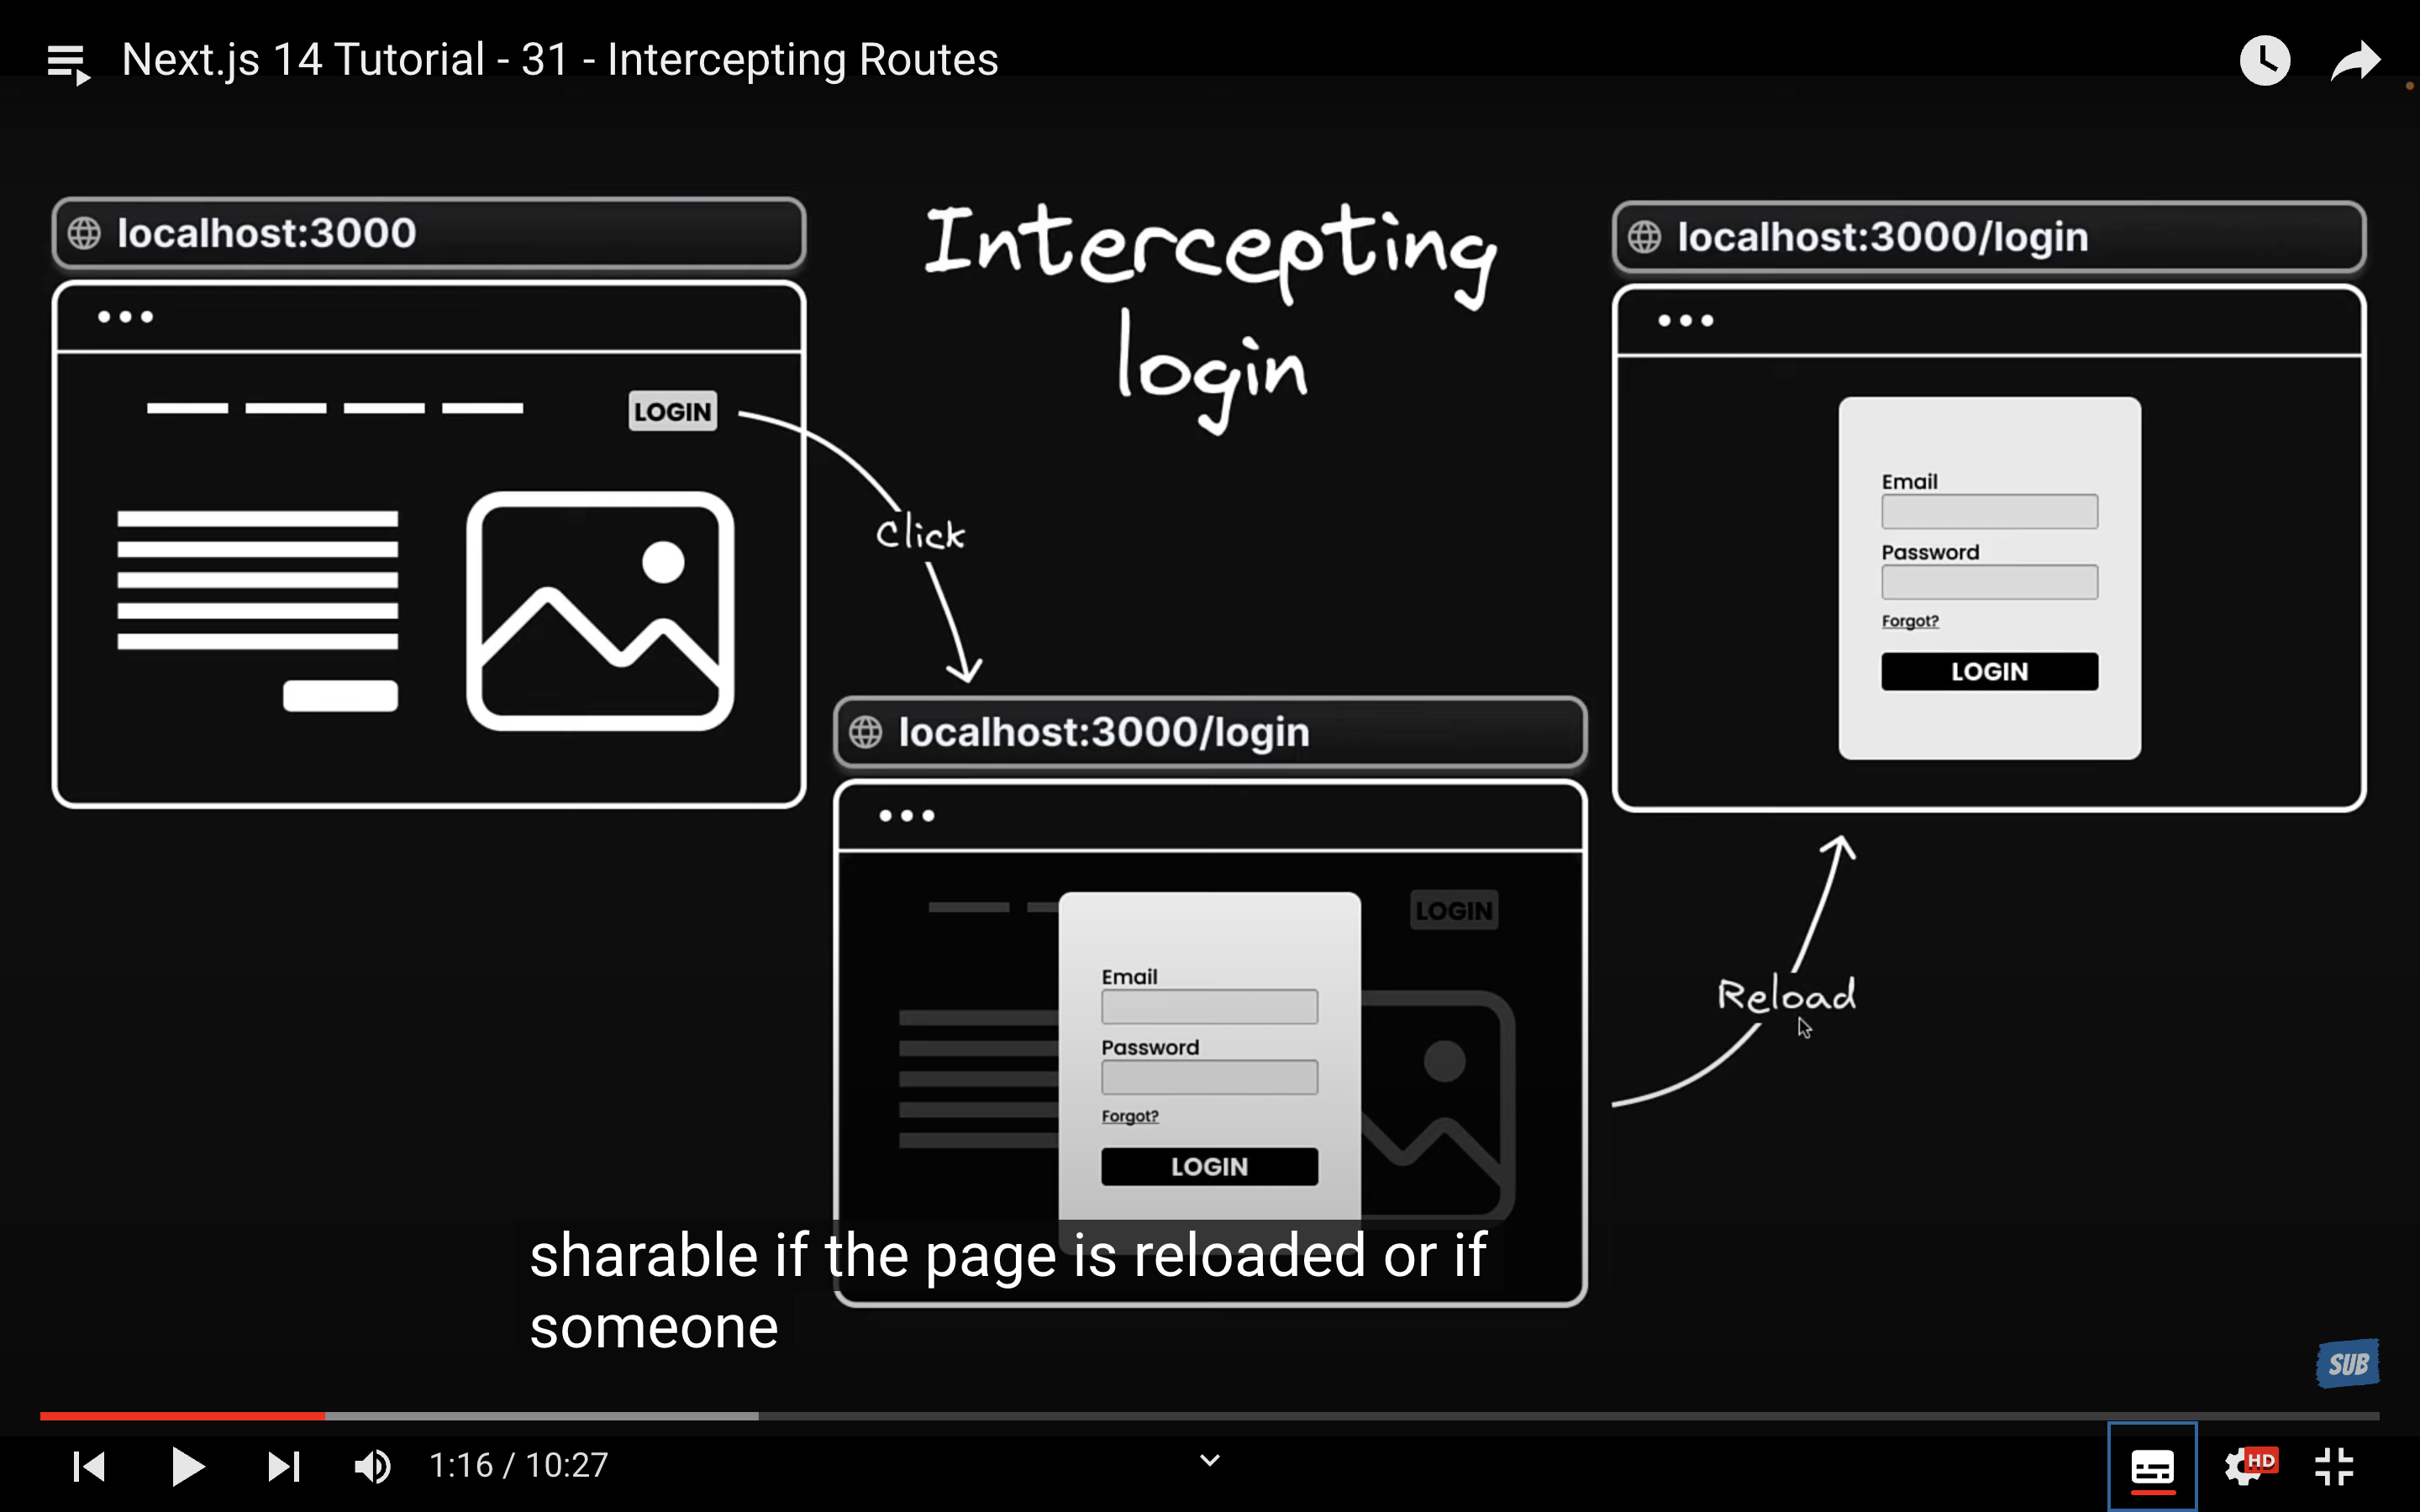 Next.js 14 Tutorial - 31 - Intercepting Routes
localhost:3000
LOGIN
Intercepting
login
Click
localhost:3000/login
Email
Password
Forgot?
LOGIN
localhost:3000/login
LOGIN
Email
Password
Forgot?
LOGIN
Reload
sharable if the page is reloaded or if
someone
SUB
1:16 / 10:27
HD